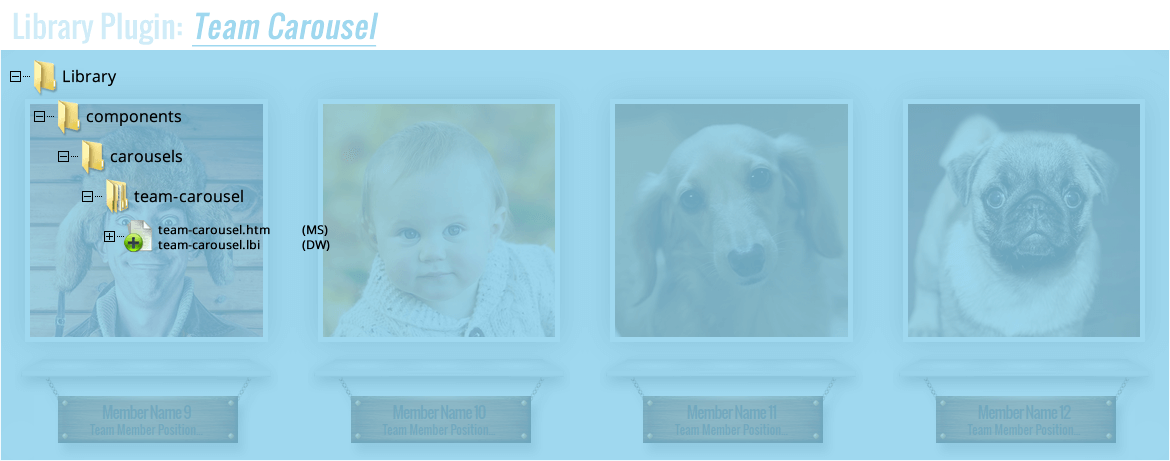 Library Plugin: Team Carousel
Library
components
carousels
team-carousel
team-carousel.htm (MS)
team-carousel.lbi (DW)
Member Name 9
Team Member Position...
Member Name 10
Team Member Position...
Member Name 11
Team Member Position...
Member Name 12
Team Member Position...